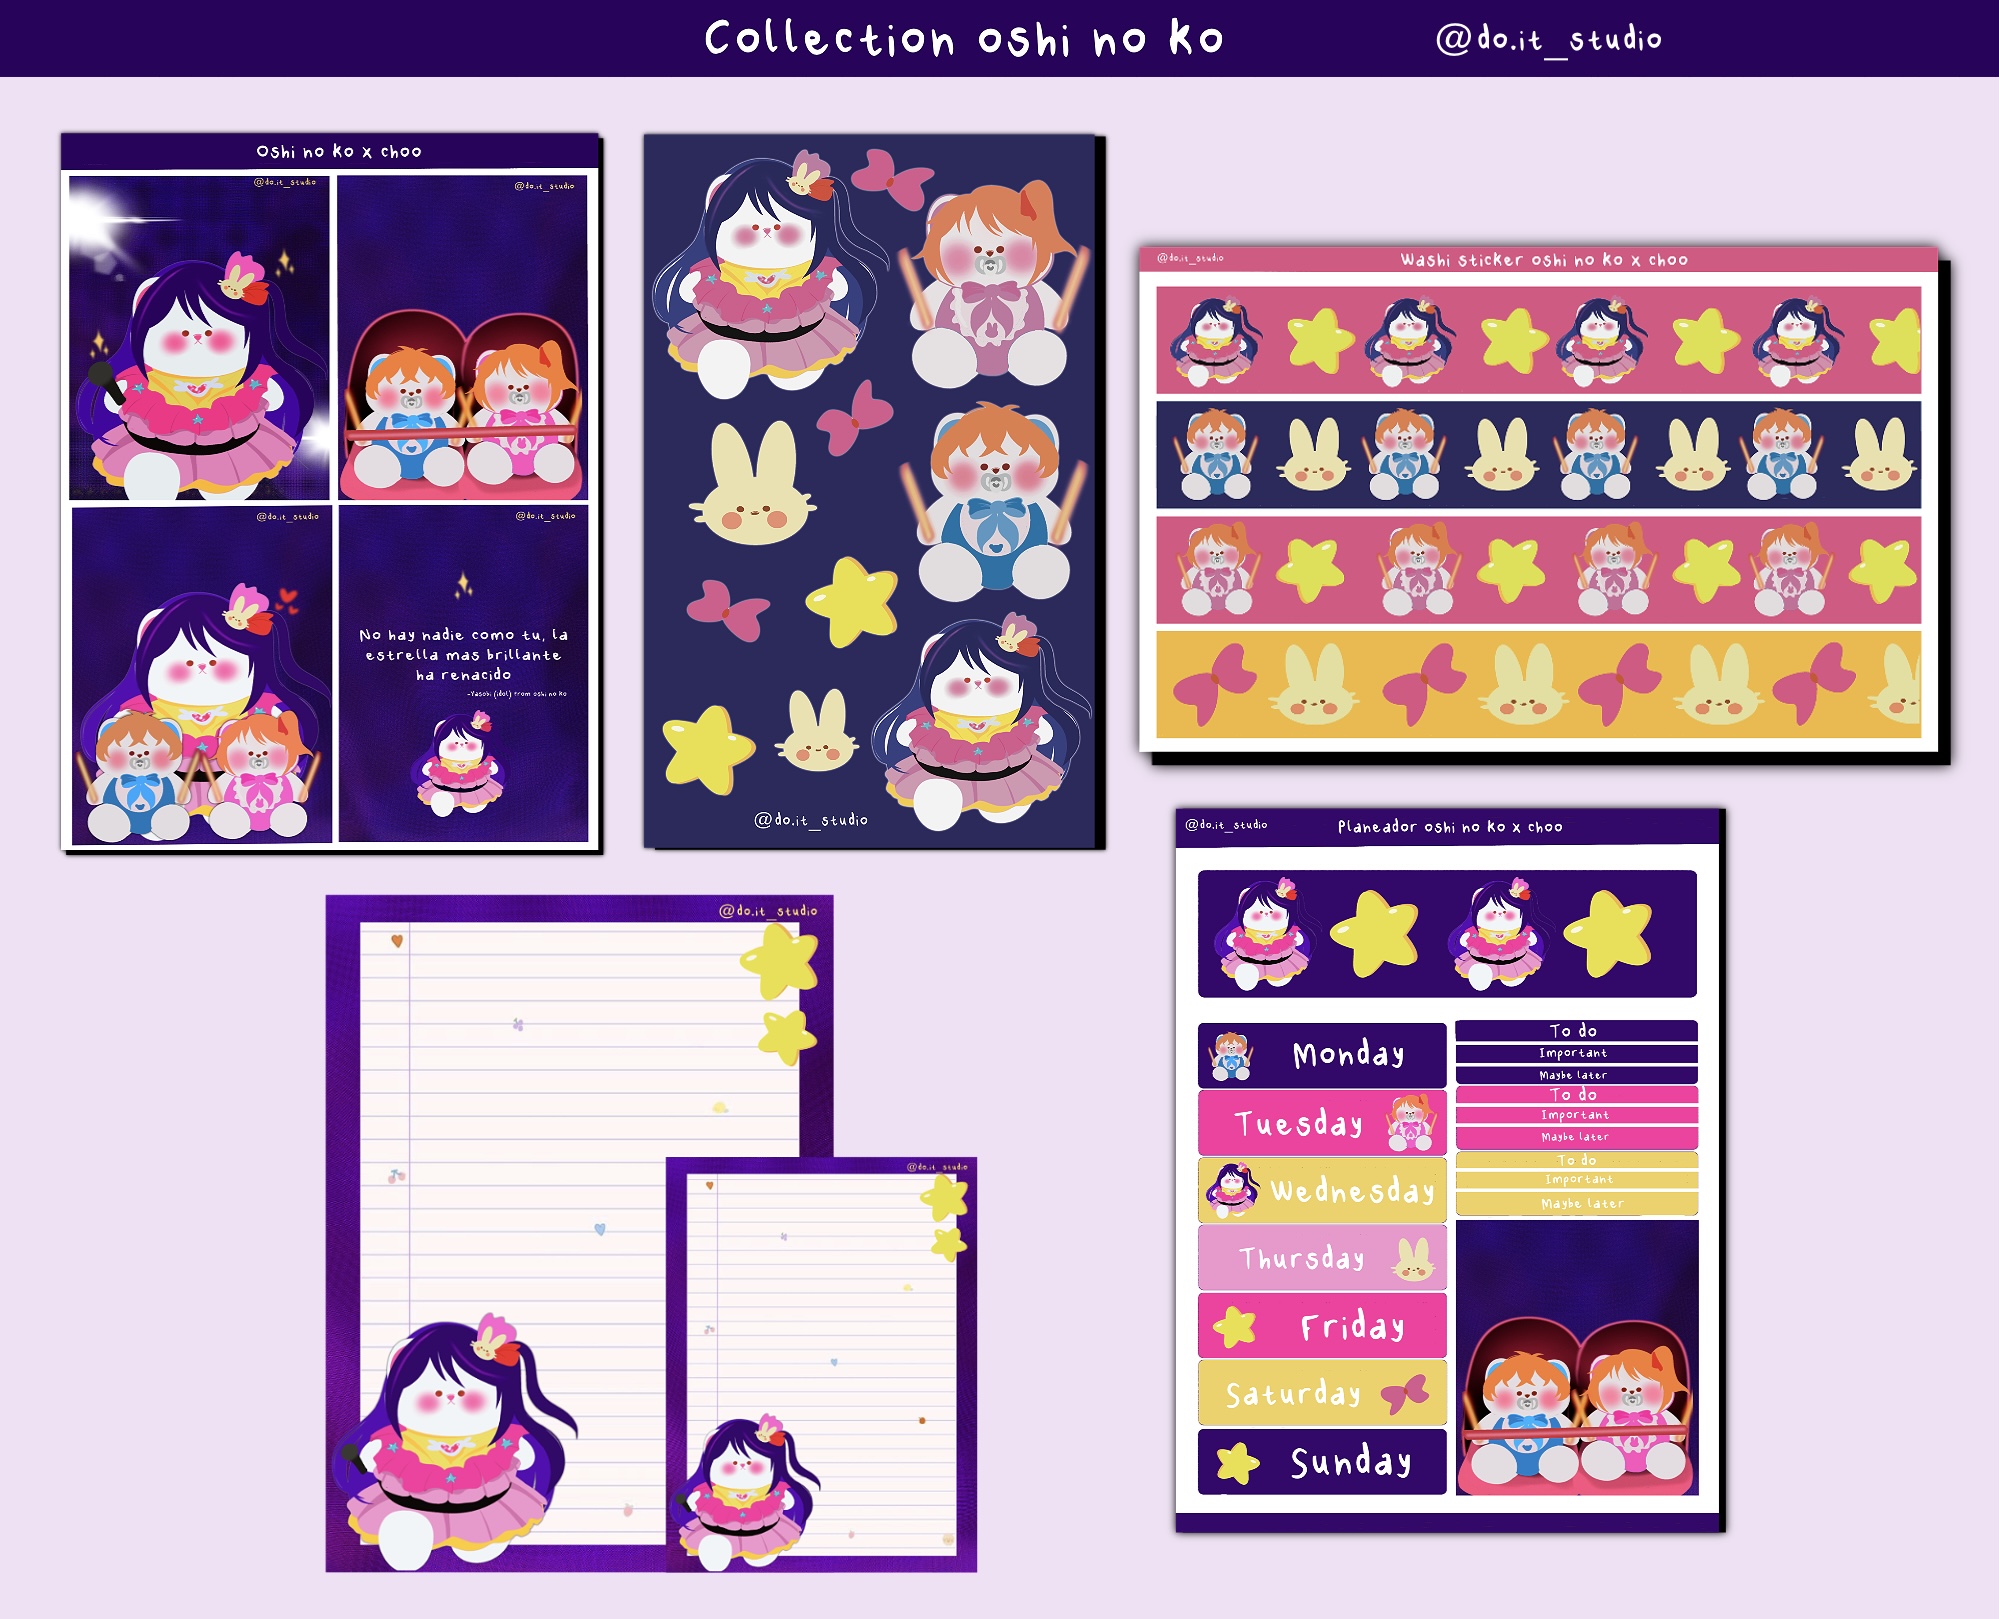 Collection oshi no ko
@do.it_studio
Oshi no ko x choo
@do.it_studio
@do.it_studio
@do.it_studio
@do.it_studio
No hay nadie como tu, la
estrella mas brillante
ha renacido
-Yasobi (idol) from oshi no ko
@do.it_studio
@do.it_studio
Washi sticker oshi no ko x choo
@do.it_studio
Planeador oshi no ko x choo
Monday
Tuesday
Wednesday
Thursday
Friday
Saturday
Sunday
To do
Important
Maybe later
To do
Important
Maybe later
To do
Important
Maybe later
@do.it_studio
@do.it_studio